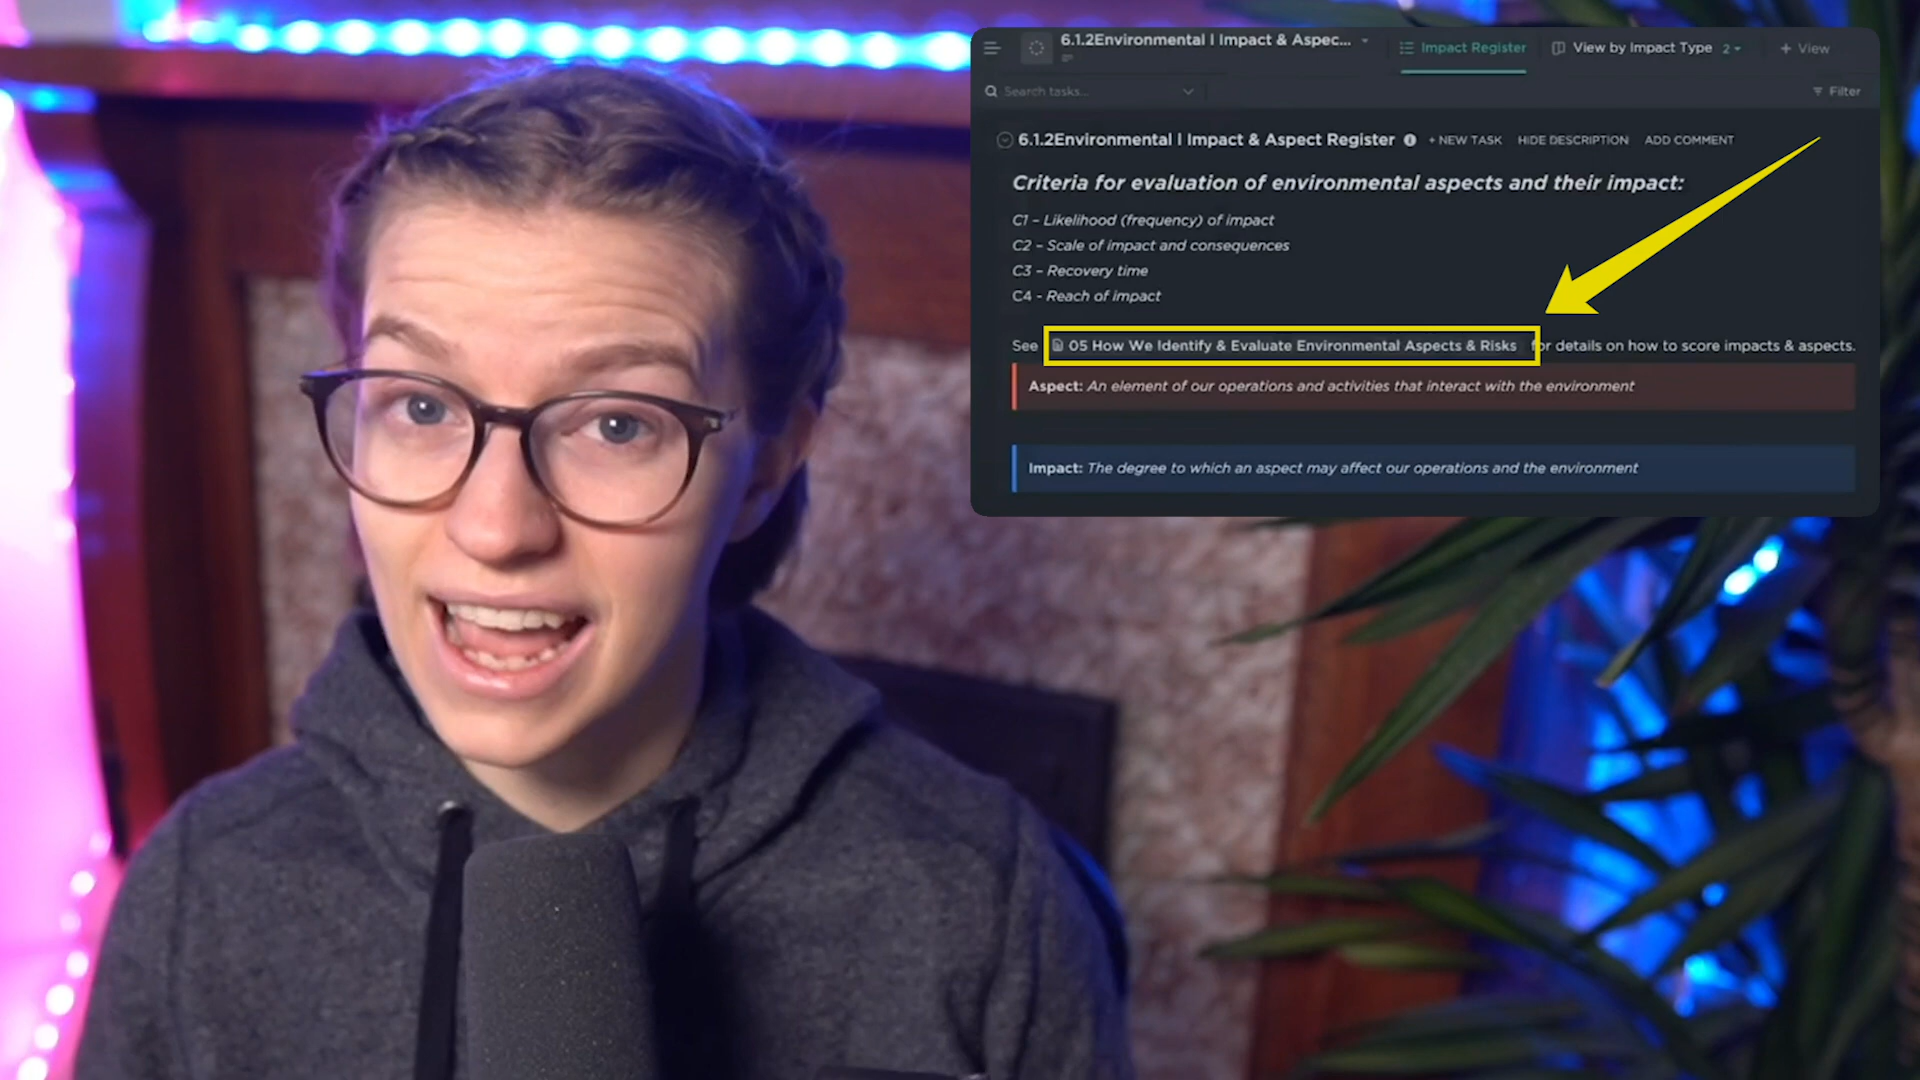 6.1.2Environmental | Impact & Aspec...
Impact Register
View by Impact Type 2
+ View
Search tasks...
Filter
6.1.2Environmental | Impact & Aspect Register
+ NEW TASK
HIDE DESCRIPTION
ADD COMMENT
Criteria for evaluation of environmental aspects and their impact:
C1 – Likelihood (frequency) of impact
C2 – Scale of impact and consequences
C3 – Recovery time
C4 - Reach of impact
See 05 How We Identify & Evaluate Environmental Aspects & Risks for details on how to score impacts & aspects.
Aspect: An element of our operations and activities that interact with the environment
Impact: The degree to which an aspect may affect our operations and the environment